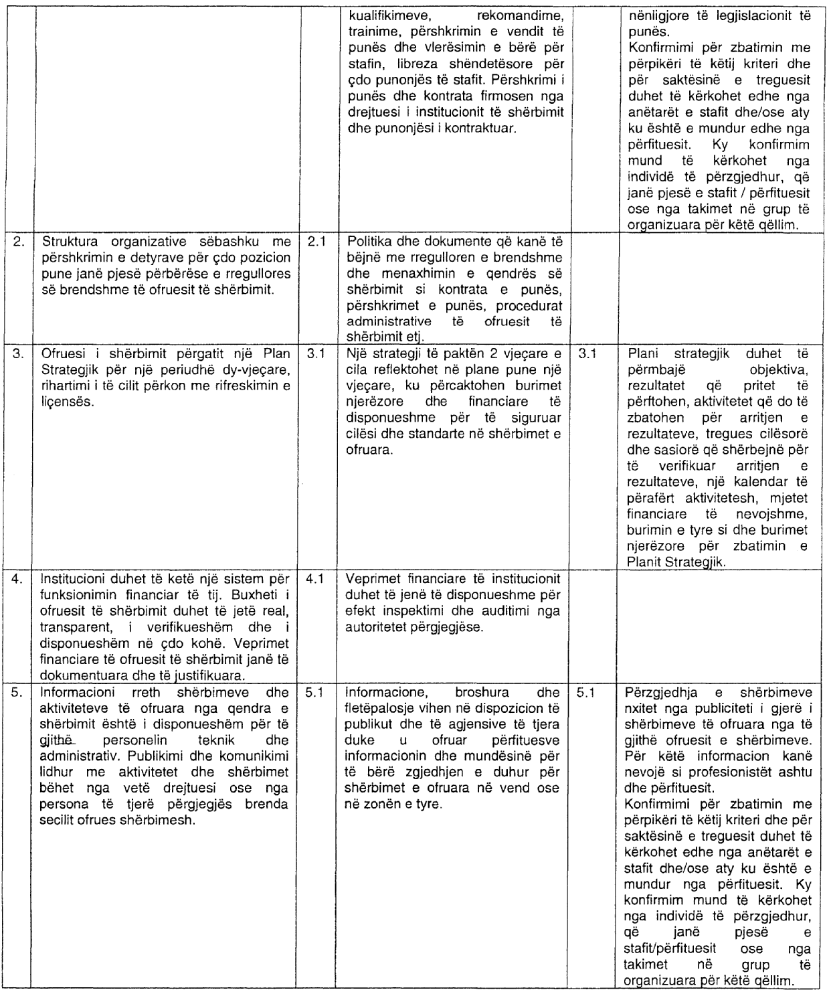 kualifikimeve, rekomandime,
trainime, përshkrimin e vendit të
punës dhe vlerësimin e bërë për
stafin, libreza shëndetësore për
çdo punonjës të stafit. Përshkrimi i
punës dhe kontrata firmosen nga
drejtuesi i institucionit të shërbimit
dhe punonjësi i kontraktuar.
nënligjore të legjislacionit të
punës.
Konfirmimi për zbatimin me
përpikëri të këtij kriteri dhe
për saktësinë e treguesit
duhet të kërkohet edhe nga
anëtarët e stafit dhe/ose aty
ku është e mundur edhe nga
përfituesit. Ky konfirmim
mund të kërkohet nga
individë të përzgjedhur, që
janë pjesë e stafit / përfituesit
ose nga takimet në grup të
organizuara për këtë qëllim.
2.
Struktura organizative sëbashku me
përshkrimin e detyrave për çdo pozicion
pune janë pjesë përbërëse e rregullores
së brendshme të ofruesit të shërbimit.
2.1
Politika dhe dokumente që kanë të
bëjnë me rregulloren e brendshme
dhe menaxhimin e qendrës së
shërbimit si kontrata e punës,
përshkrimet e punës, procedurat
administrative të ofruesit të
shërbimit etj.
3.
Ofruesi i shërbimit përgatit një Plan
Strategjik për një periudhë dy-vjeçare,
rihartimi i të cilit përkon me rifreskimin e
liçensës.
3.1
Një strategji të paktën 2 vjeçare e
cila reflektohet në plane pune një
vjeçare, ku përcaktohen burimet
njerëzore dhe financiare të
disponueshme për të siguruar
cilësi dhe standarte në shërbimet e
ofruara.
3.1
Plani strategjik duhet të
përmbajë objektiva,
rezultatet që pritet të
përftohen, aktivitetet që do të
zbatohen për arritjen e
rezultateve, tregues cilësorë
dhe sasiorë që shërbejnë për
të verifikuar arritjen e
rezultateve, një kalendar të
përafërt aktivitetesh, mjetet
financiare të nevojshme,
burimin e tyre si dhe burimet
njerëzore për zbatimin e
Planit Strategjik.
4.
Institucioni duhet të ketë një sistem për
funksionimin financiar të tij. Buxheti i
ofruesit të shërbimit duhet të jetë real,
transparent, i verifikueshëm dhe i
disponueshëm në çdo kohë. Veprimet
financiare të ofruesit të shërbimit janë të
dokumentuara dhe të justifikuara.
4.1
Veprimet financiare të institucionit
duhet të jenë të disponueshme për
efekt inspektimi dhe auditimi nga
autoritetet përgjegjëse.
5.
Informacioni rreth shërbimeve dhe
aktiviteteve të ofruara nga qendra e
shërbimit është i disponueshëm për të
gjithë personelin teknik dhe
administrativ. Publikimi dhe komunikimi
lidhur me aktivitetet dhe shërbimet
bëhet nga vetë drejtuesi ose nga
persona të tjerë përgjegjës brenda
secilit ofrues shërbimesh.
5.1
Informacione, broshura dhe
fletëpalosje vihen në dispozicion të
publikut dhe të agjensive të tjera
duke u ofruar përfituesve
informacionin dhe mundësinë për
të bërë zgjedhjen e duhur për
shërbimet e ofruara në vend ose
në zonën e tyre.
5.1
Përzgjedhja e shërbimeve
nxitet nga publiciteti i gjerë i
shërbimeve të ofruara nga të
gjithë ofruesit e shërbimeve.
Për këtë informacion kanë
nevojë si profesionistët ashtu
dhe përfituesit.
Konfirmimi për zbatimin me
përpikëri të këtij kriteri dhe për
saktësinë e treguesit duhet të
kërkohet edhe nga anëtarët e
stafit dhe/ose aty ku është e
mundur nga përfituesit. Ky
konfirmim mund të kërkohet
nga individë të përzgjedhur,
që janë pjesë e
stafit/përfituesit ose nga
takimet në grup të
organizuara për këtë qëllim.